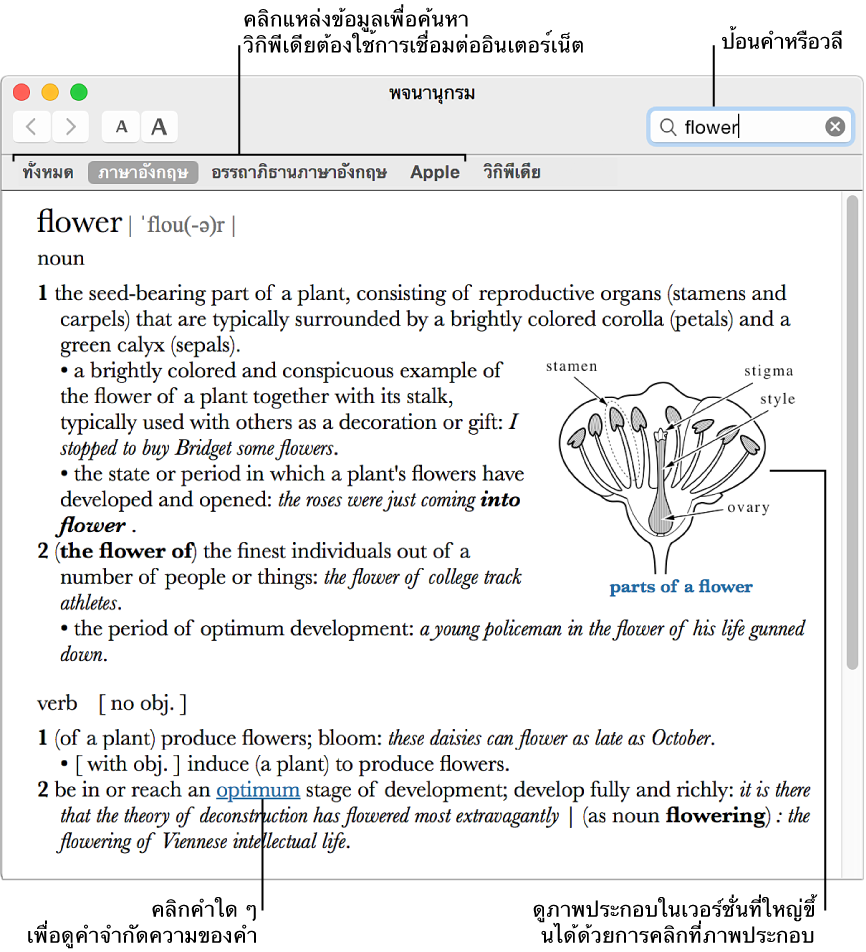 คลิกแหล่งข้อมูลเพื่อค้นหา
วิกิพีเดียต้องใช้การเชื่อมต่ออินเตอร์เน็ต
ป้อนคำหรือวลี
พจนานุกรม
A A
flower
ทั้งหมด ภาษาอังกฤษ อรรถาภิธานภาษาอังกฤษ Apple วิกิพีเดีย
flower | ˈflou(-ə)r |
noun
1 the seed-bearing part of a plant, consisting of reproductive organs (stamens and
carpels) that are typically surrounded by a brightly colored corolla (petals) and a
green calyx (sepals).
• a brightly colored and conspicuous example of
the flower of a plant together with its stalk,
typically used with others as a decoration or gift: I
stopped to buy Bridget some flowers.
• the state or period in which a plant's flowers have
developed and opened: the roses were just coming into
flower .
2 (the flower of) the finest individuals out of a
number of people or things: the flower of college track
athletes.
• the period of optimum development: a young policeman in the flower of his life gunned
down.
stamen
stigma
style
ovary
parts of a flower
verb [ no obj. ]
1 (of a plant) produce flowers; bloom: these daisies can flower as late as October.
• [ with obj. ] induce (a plant) to produce flowers.
2 be in or reach an optimum stage of development; develop fully and richly: it is there
that the theory of deconstruction has flowered most extravagantly | (as noun flowering) : the
flowering of Viennese intellectual life.
คลิกคำใด ๆ
เพื่อดูคำจำกัดความของคำ
ดูภาพประกอบในเวอร์ชั่นที่ใหญ่ขึ้
นได้ด้วยการคลิกที่ภาพประกอบ